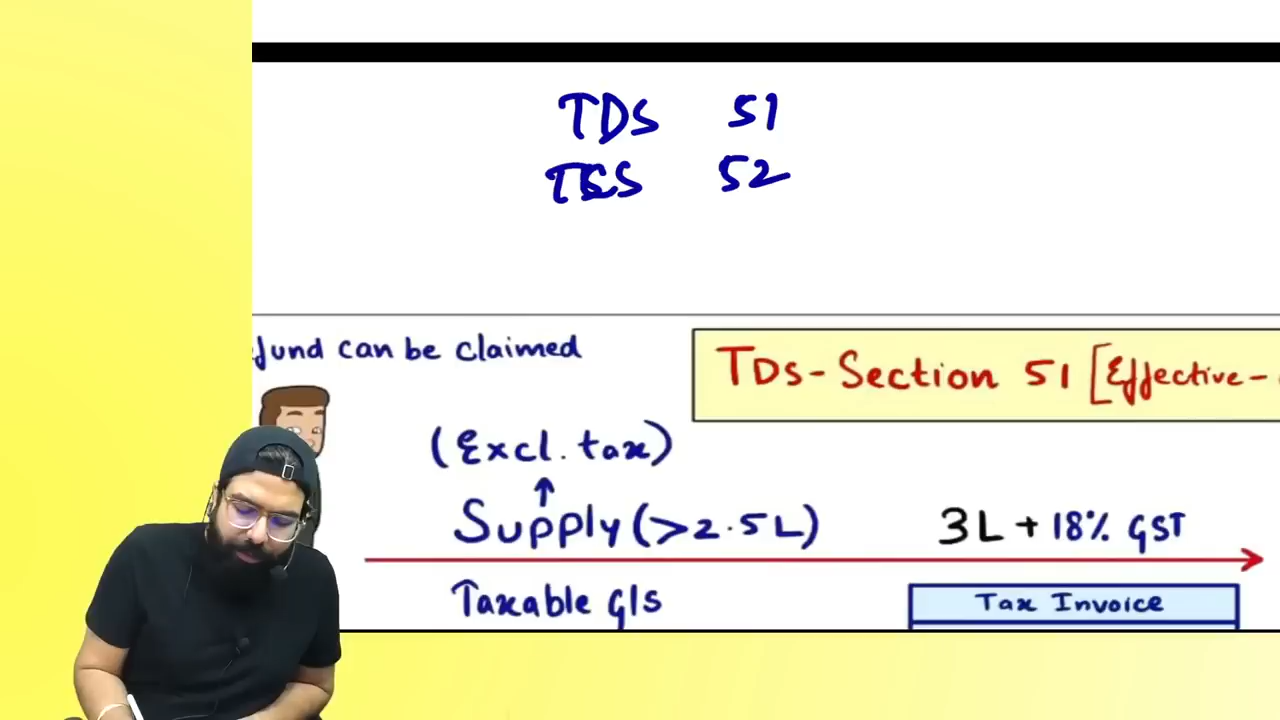 TDS 51
TCS 52
fund can be claimed
TDS-Section 51 [Effective-
(Excl. tax)
Supply (>2.5L)
3L + 18% GST
Taxable G/S
Tax Invoice